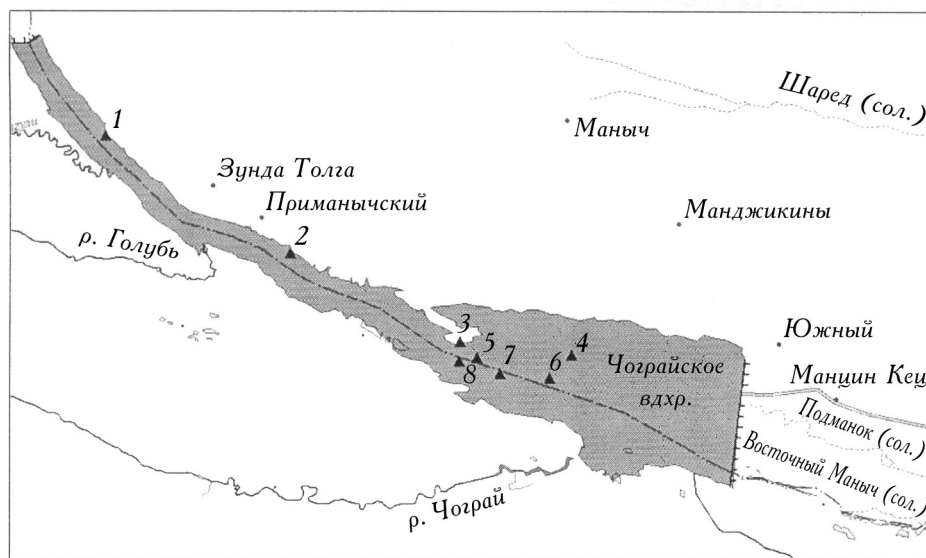 Шаред (сол.)
1
Маныч
Зунда Толга
Приманычский
Манджикины
р. Голубь
2
3
5
4
Южный
8
7
6
Чограйское
вдхр.
Манцин Кец
Подманок (сол.)
Восточный Маныч (сол.)
р. Чограй